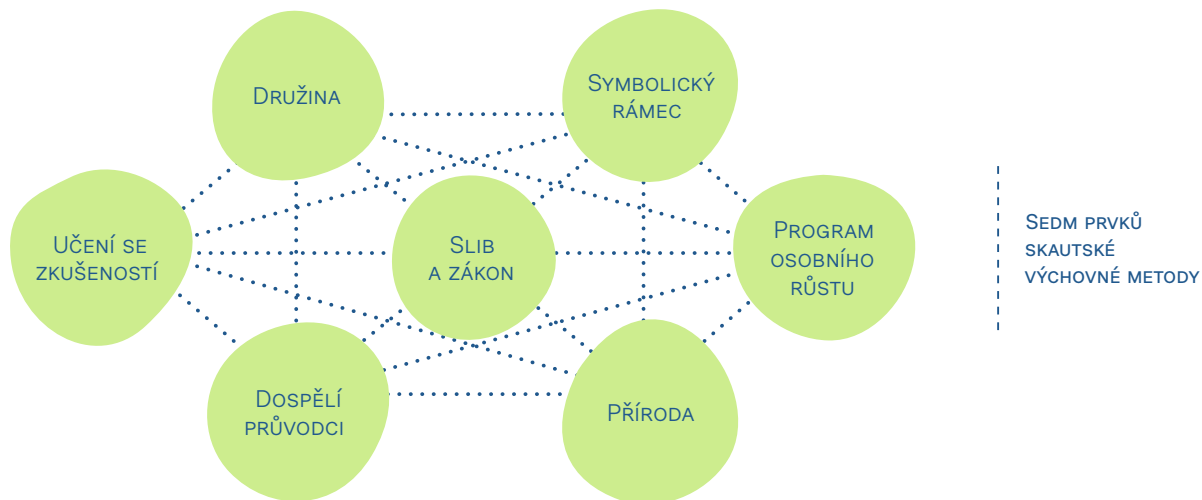 Družina
Symbolický
rámec
Učení se
zkušeností
Slib
a zákon
Program
osobního
růstu
Dospělí
průvodci
Příroda
Sedm prvků
skautské
výchovné metody